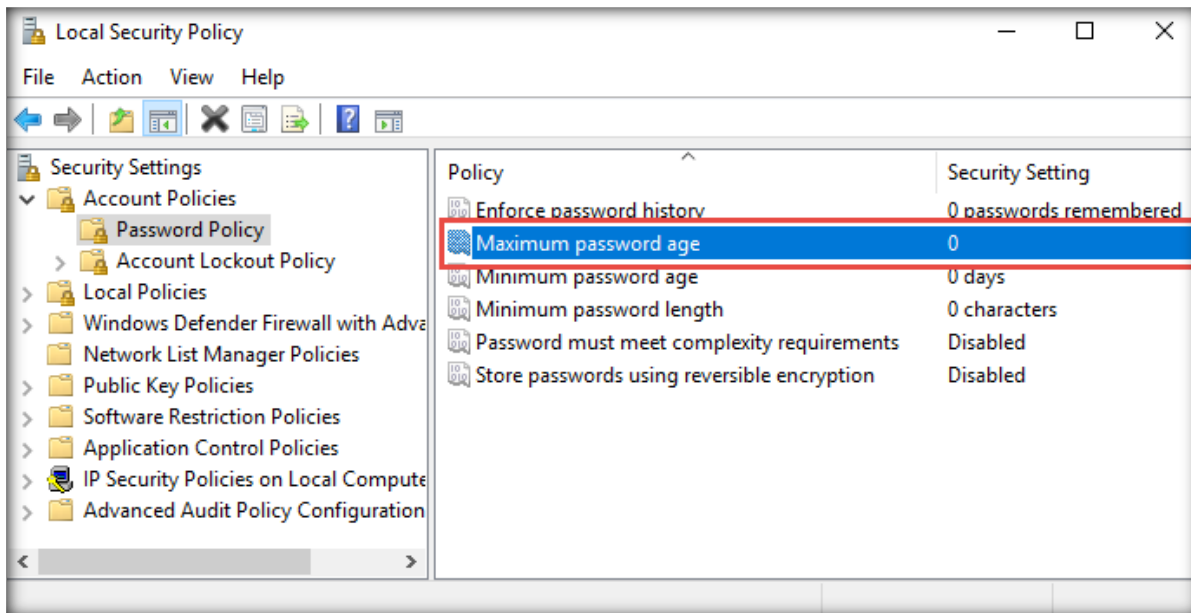 Local Security Policy
File Action View Help
Security Settings
Account Policies
Password Policy
Account Lockout Policy
Local Policies
Windows Defender Firewall with Adva
Network List Manager Policies
Public Key Policies
Software Restriction Policies
Application Control Policies
IP Security Policies on Local Compute
Advanced Audit Policy Configuration
Policy Security Setting
Enforce password history 0 passwords remembered
Maximum password age 0
Minimum password age 0 days
Minimum password length 0 characters
Password must meet complexity requirements Disabled
Store passwords using reversible encryption Disabled